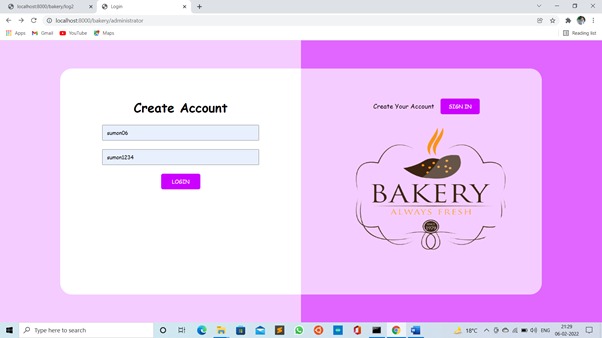 localhost:8000/bakery/log2
Login
localhost:8000/bakery/administrator
Apps
Gmail
YouTube
Maps
Reading list
Create Account
sumon06
sumon1234
LOGIN
Create Your Account
SIGN IN
BAKERY
ALWAYS FRESH
Type here to search
18°C
ENG
21:29
06-02-2022